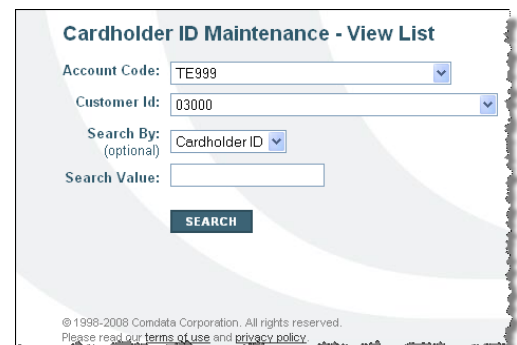 Cardholder ID Maintenance - View List
Account Code: TE999
Customer Id: 03000
Search By: Cardholder ID
(optional)
Search Value:
SEARCH
© 1998-2008 Comdata Corporation. All rights reserved.
Please read our terms of use and privacy policy.